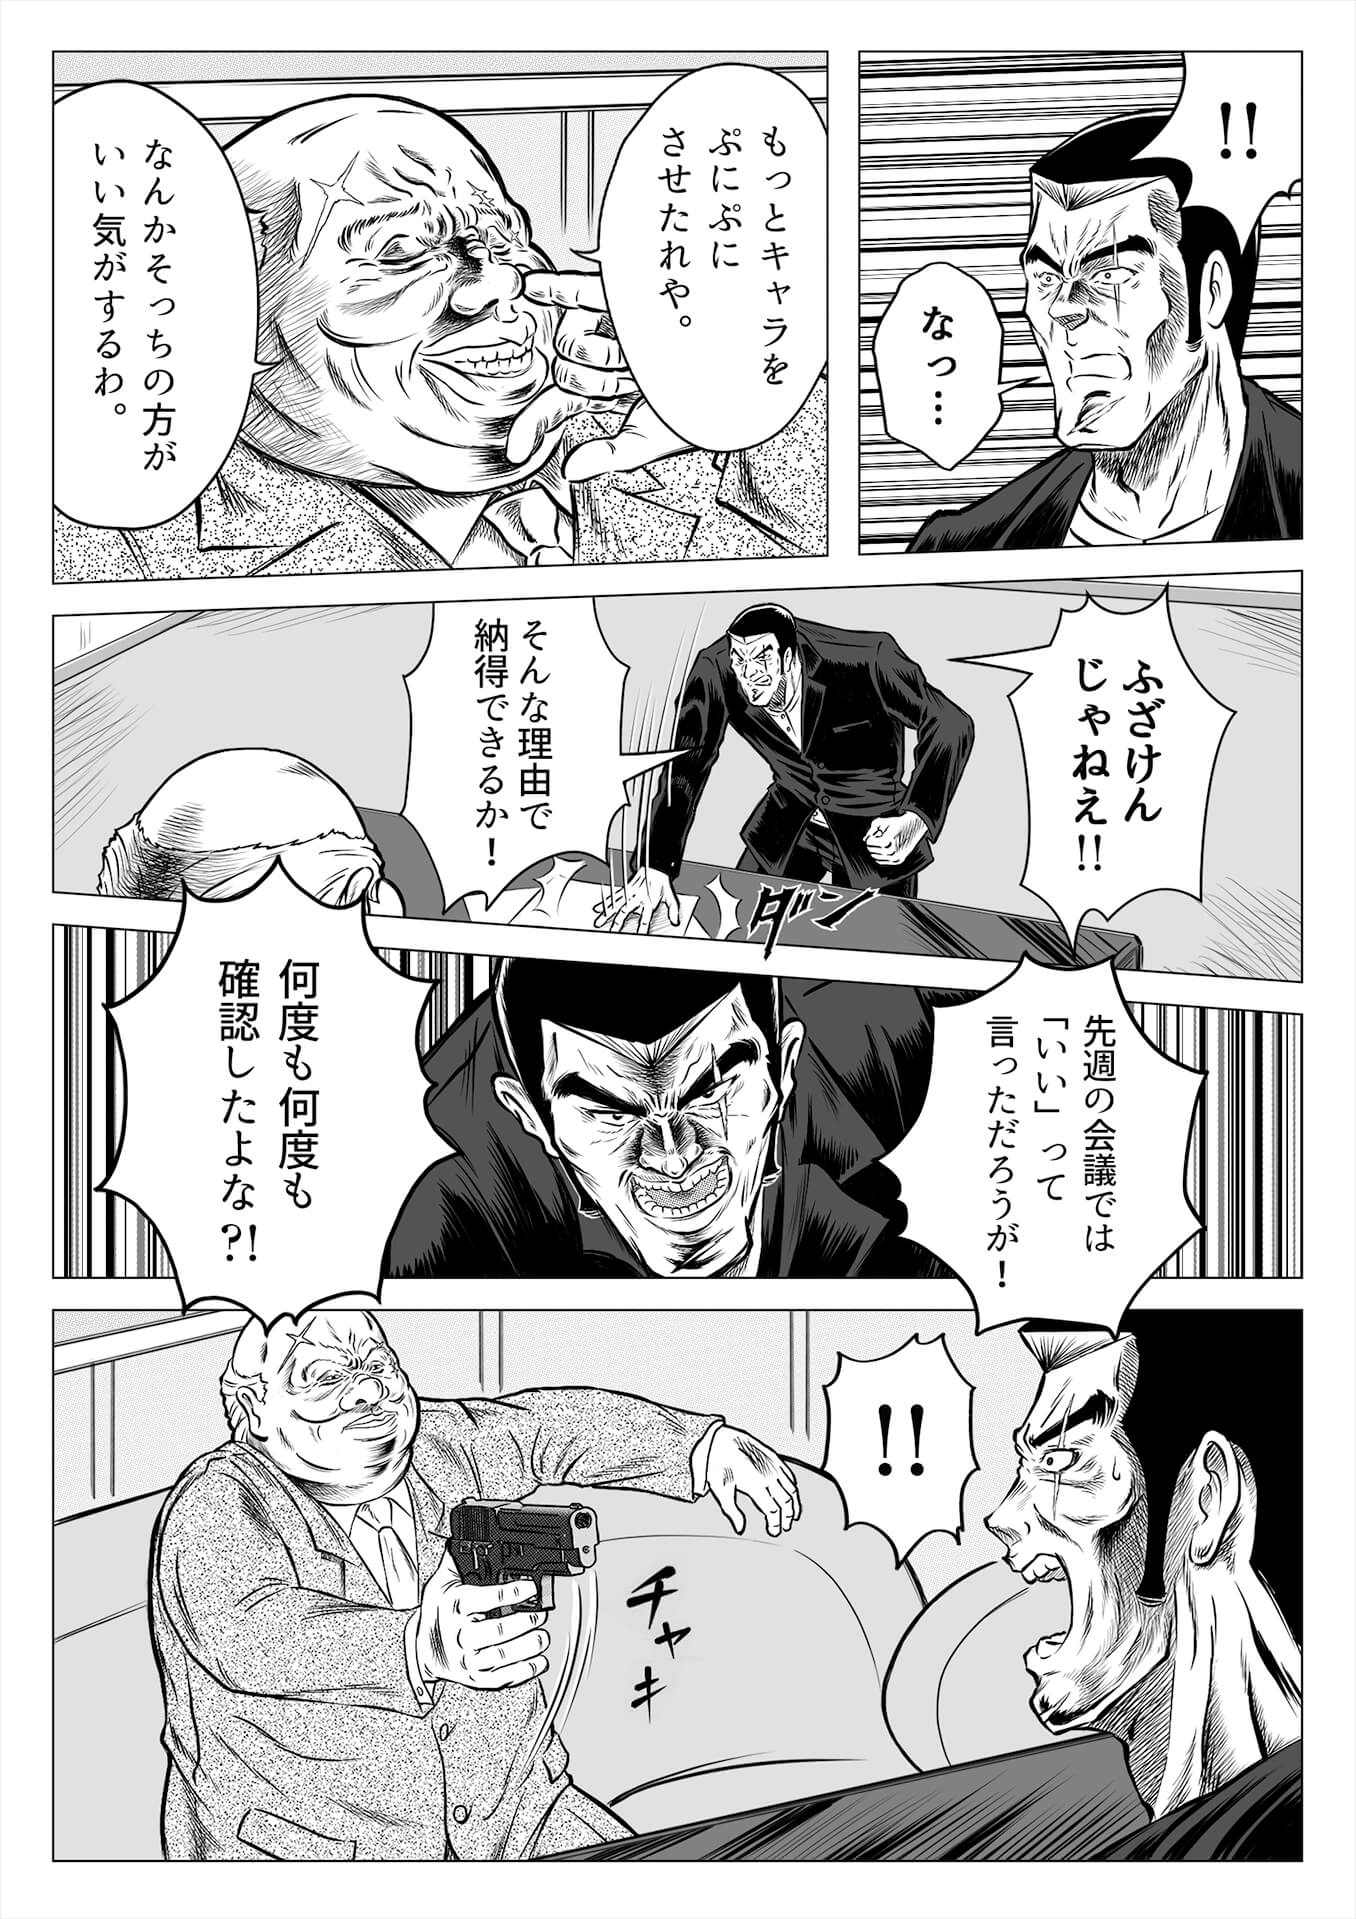 !!
なっ…
もっとキャラを
ぷにぷに
させたれや。
なんかそっちの方が
いい気がするわ。
ふざけん
じゃねえ!!
そんな理由で
納得できるか!
ダン
先週の会議では
「いい」って
言っただろうが!
何度も何度も
確認したよな?!
!!
チャキ